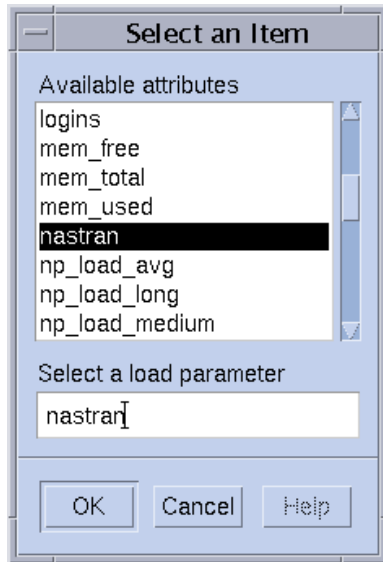 Select an Item
Available attributes
logins
mem_free
mem_total
mem_used
nastran
np_load_avg
np_load_long
np_load_medium
Select a load parameter
nastran
OK Cancel Help